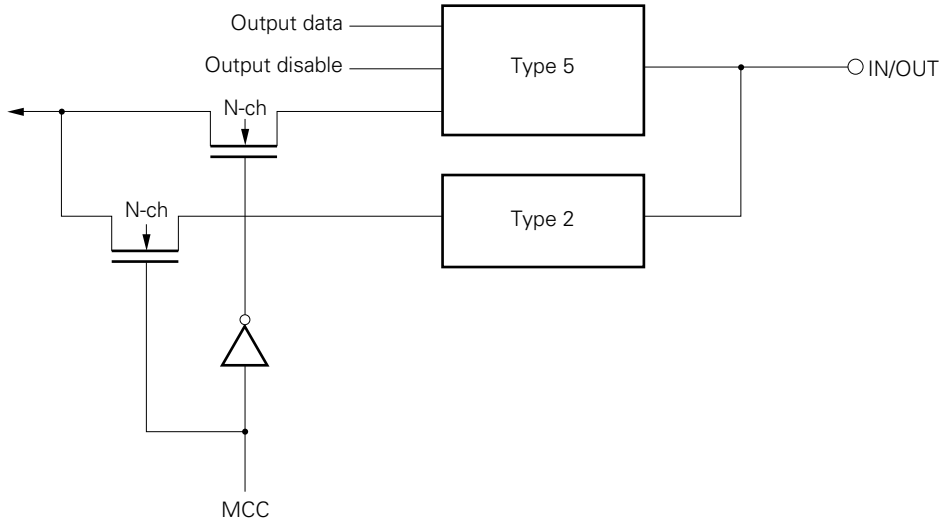 Output data
Output disable
Type 5
IN/OUT
N-ch
N-ch
Type 2
MCC